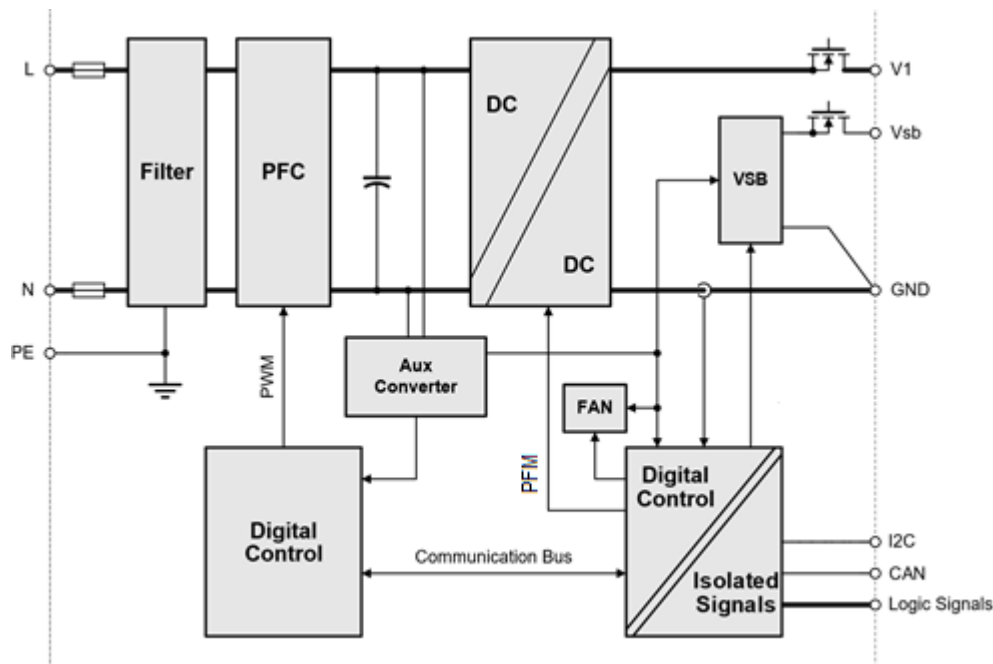 L
Filter
PFC
DC
DC
V1
Vsb
VSB
N
GND
PE
PWM
Aux
Converter
FAN
PFM
Digital
Control
Digital
Control
Communication Bus
Isolated
Signals
I2C
CAN
Logic Signals